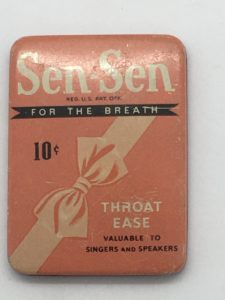 Sen-Sen
REG. U.S. PAT. OFF.
FOR THE BREATH
10¢
THROAT
EASE
VALUABLE TO
SINGERS AND SPEAKERS